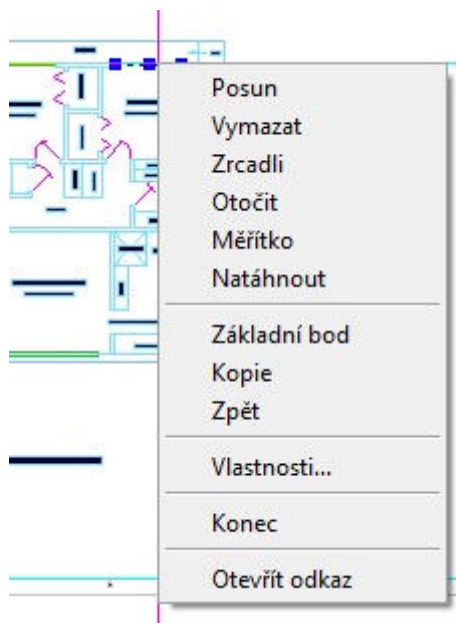 Posun
Vymazat
Zrcadli
Otočit
Měřítko
Natáhnout
Základní bod
Kopie
Zpět
Vlastnosti...
Konec
Otevřít odkaz